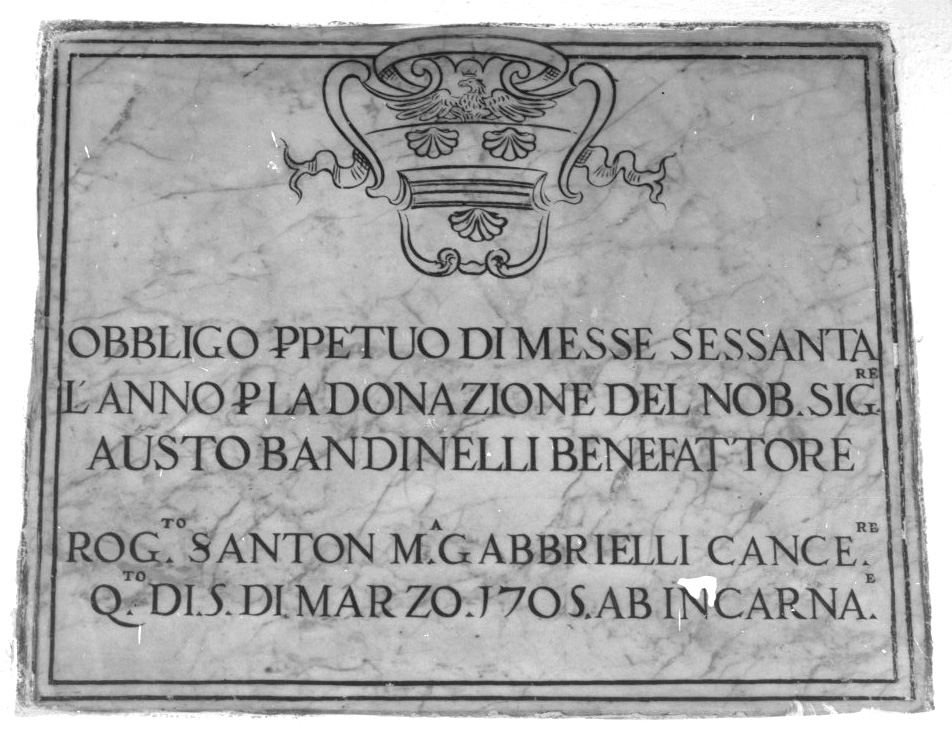 OBBLIGO PPETUO DI MESSE SESSANTA
L'ANNO P LA DONAZIONE DEL NOB. SIG.RE
AUSTO BANDINELLI BENEFATTORE
ROG.TO SANTON M.A GABBRIELLI CANCE.RE
Q.TO DI.5.DI MARZO.1705.AB INCARNA.E